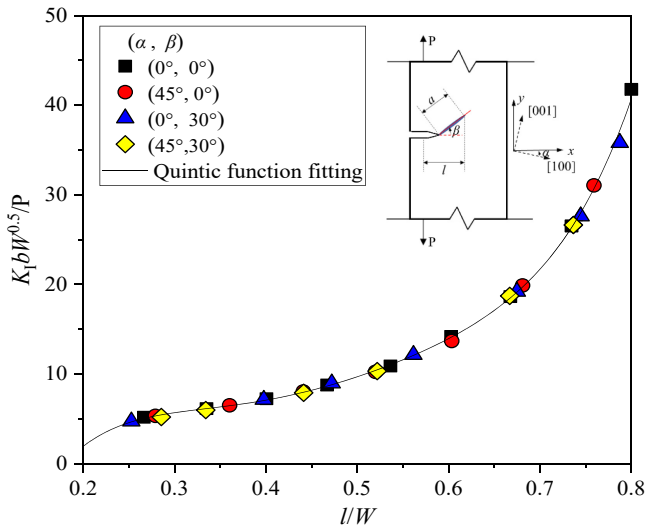 50
40
30
20
10
0
0.2 0.3 0.4 0.5 0.6 0.7 0.8
K_I bW^0.5/P
l/W
(α , β)
(0°, 0°)
(45°, 0°)
(0°, 30°)
(45°,30°)
Quintic function fitting
P
a
β
l
P
y
[001]
x
α
[100]